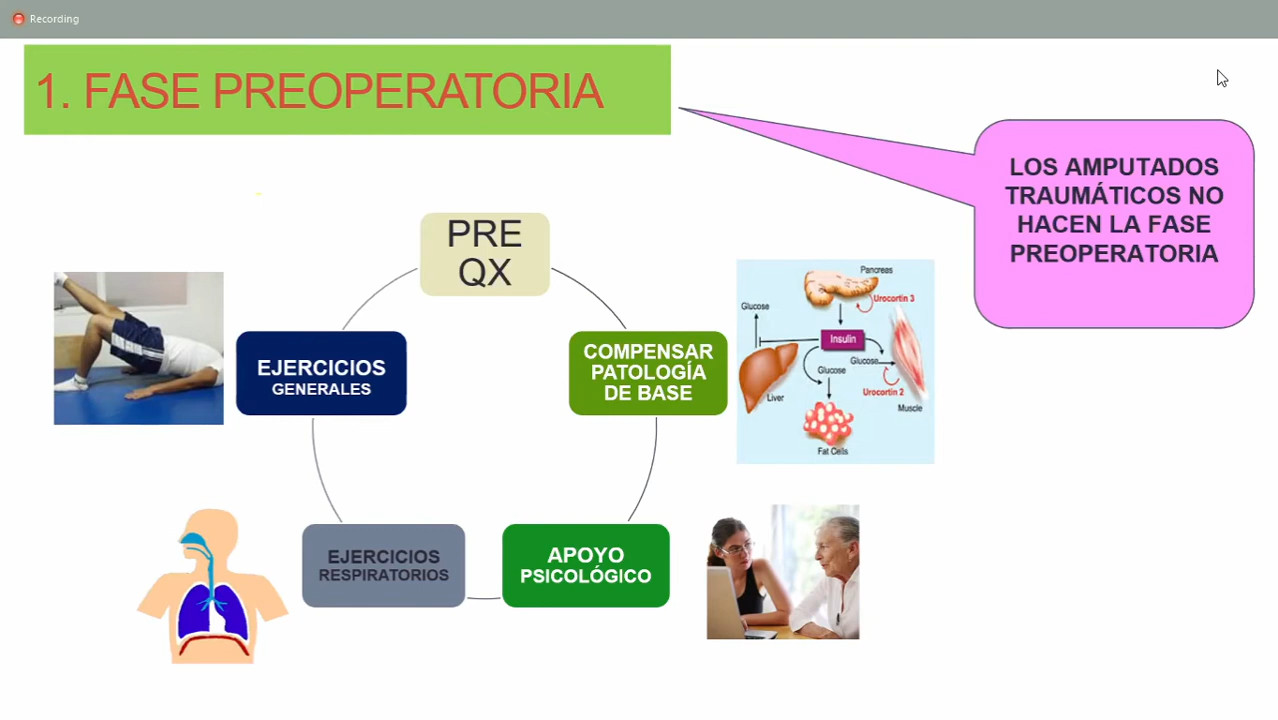 Recording
1. FASE PREOPERATORIA
LOS AMPUTADOS
TRAUMÁTICOS NO
HACEN LA FASE
PREOPERATORIA
PRE
QX
EJERCICIOS
GENERALES
COMPENSAR
PATOLOGÍA
DE BASE
Pancreas
Urocortin 3
Glucose
Insulin
Glucose
Glucose
Urocortin 2
Liver
Muscle
Fat Cells
EJERCICIOS
RESPIRATORIOS
APOYO
PSICOLÓGICO